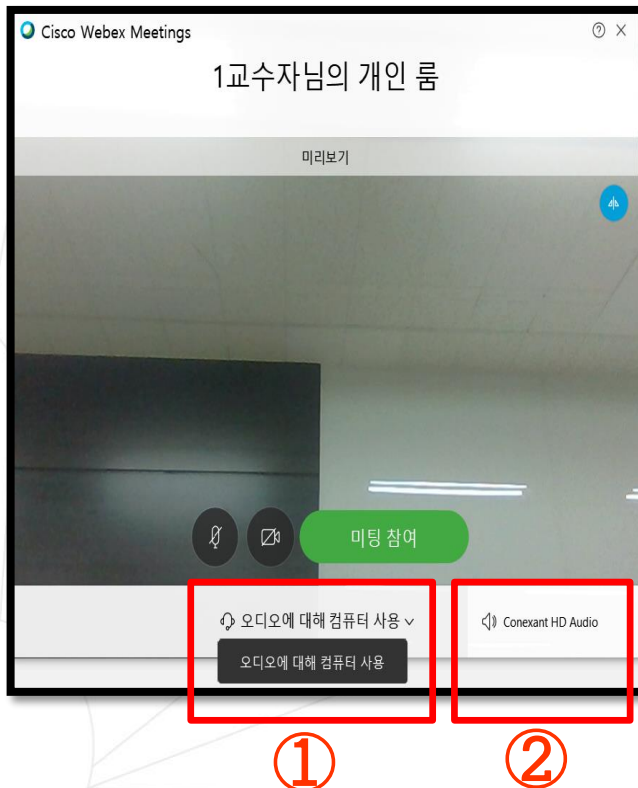 Cisco Webex Meetings
1교수자님의 개인 룸
미리보기
미팅 참여
오디오에 대해 컴퓨터 사용
Conexant HD Audio
오디오에 대해 컴퓨터 사용
① ②